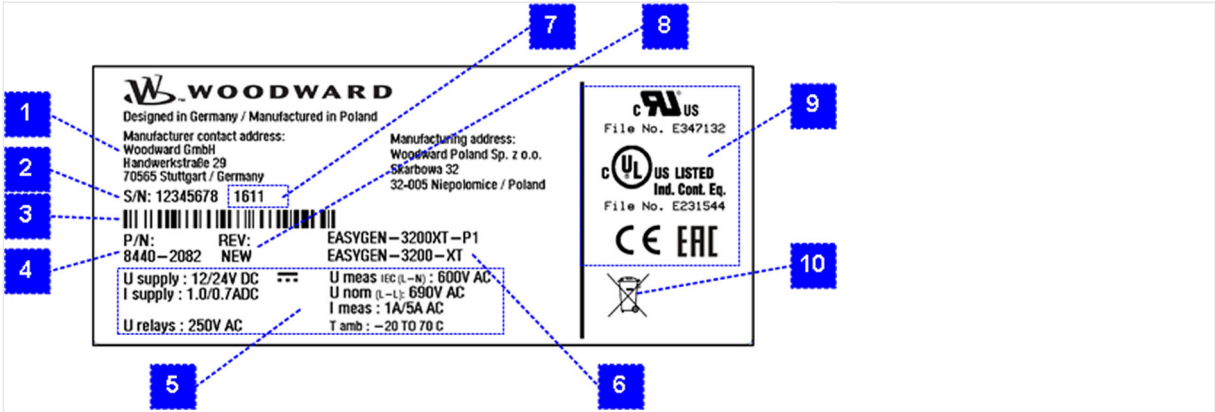 7
8
WOODWARD
Designed in Germany / Manufactured in Poland
1
Manufacturer contact address:
Woodward GmbH
Handwerkstraße 29
70565 Stuttgart / Germany
Manufacturing address:
Woodward Poland Sp. z o.o.
Skarbowa 32
32-005 Niepolomice / Poland
2
S/N: 12345678 1611
3
P/N: REV: EASYGEN-3200XT-P1
8440-2082 NEW EASYGEN-3200-XT
4
U supply : 12/24V DC U meas IEC (L-N) : 600V AC
I supply : 1.0/0.7ADC U nom (L-L): 690V AC
I meas : 1A/5A AC
U relays : 250V AC T amb : -20 TO 70 C
5
6
C RU US
File No. E347132
9
C UL US LISTED
Ind. Cont. Eq.
File No. E231544
CE EAC
10